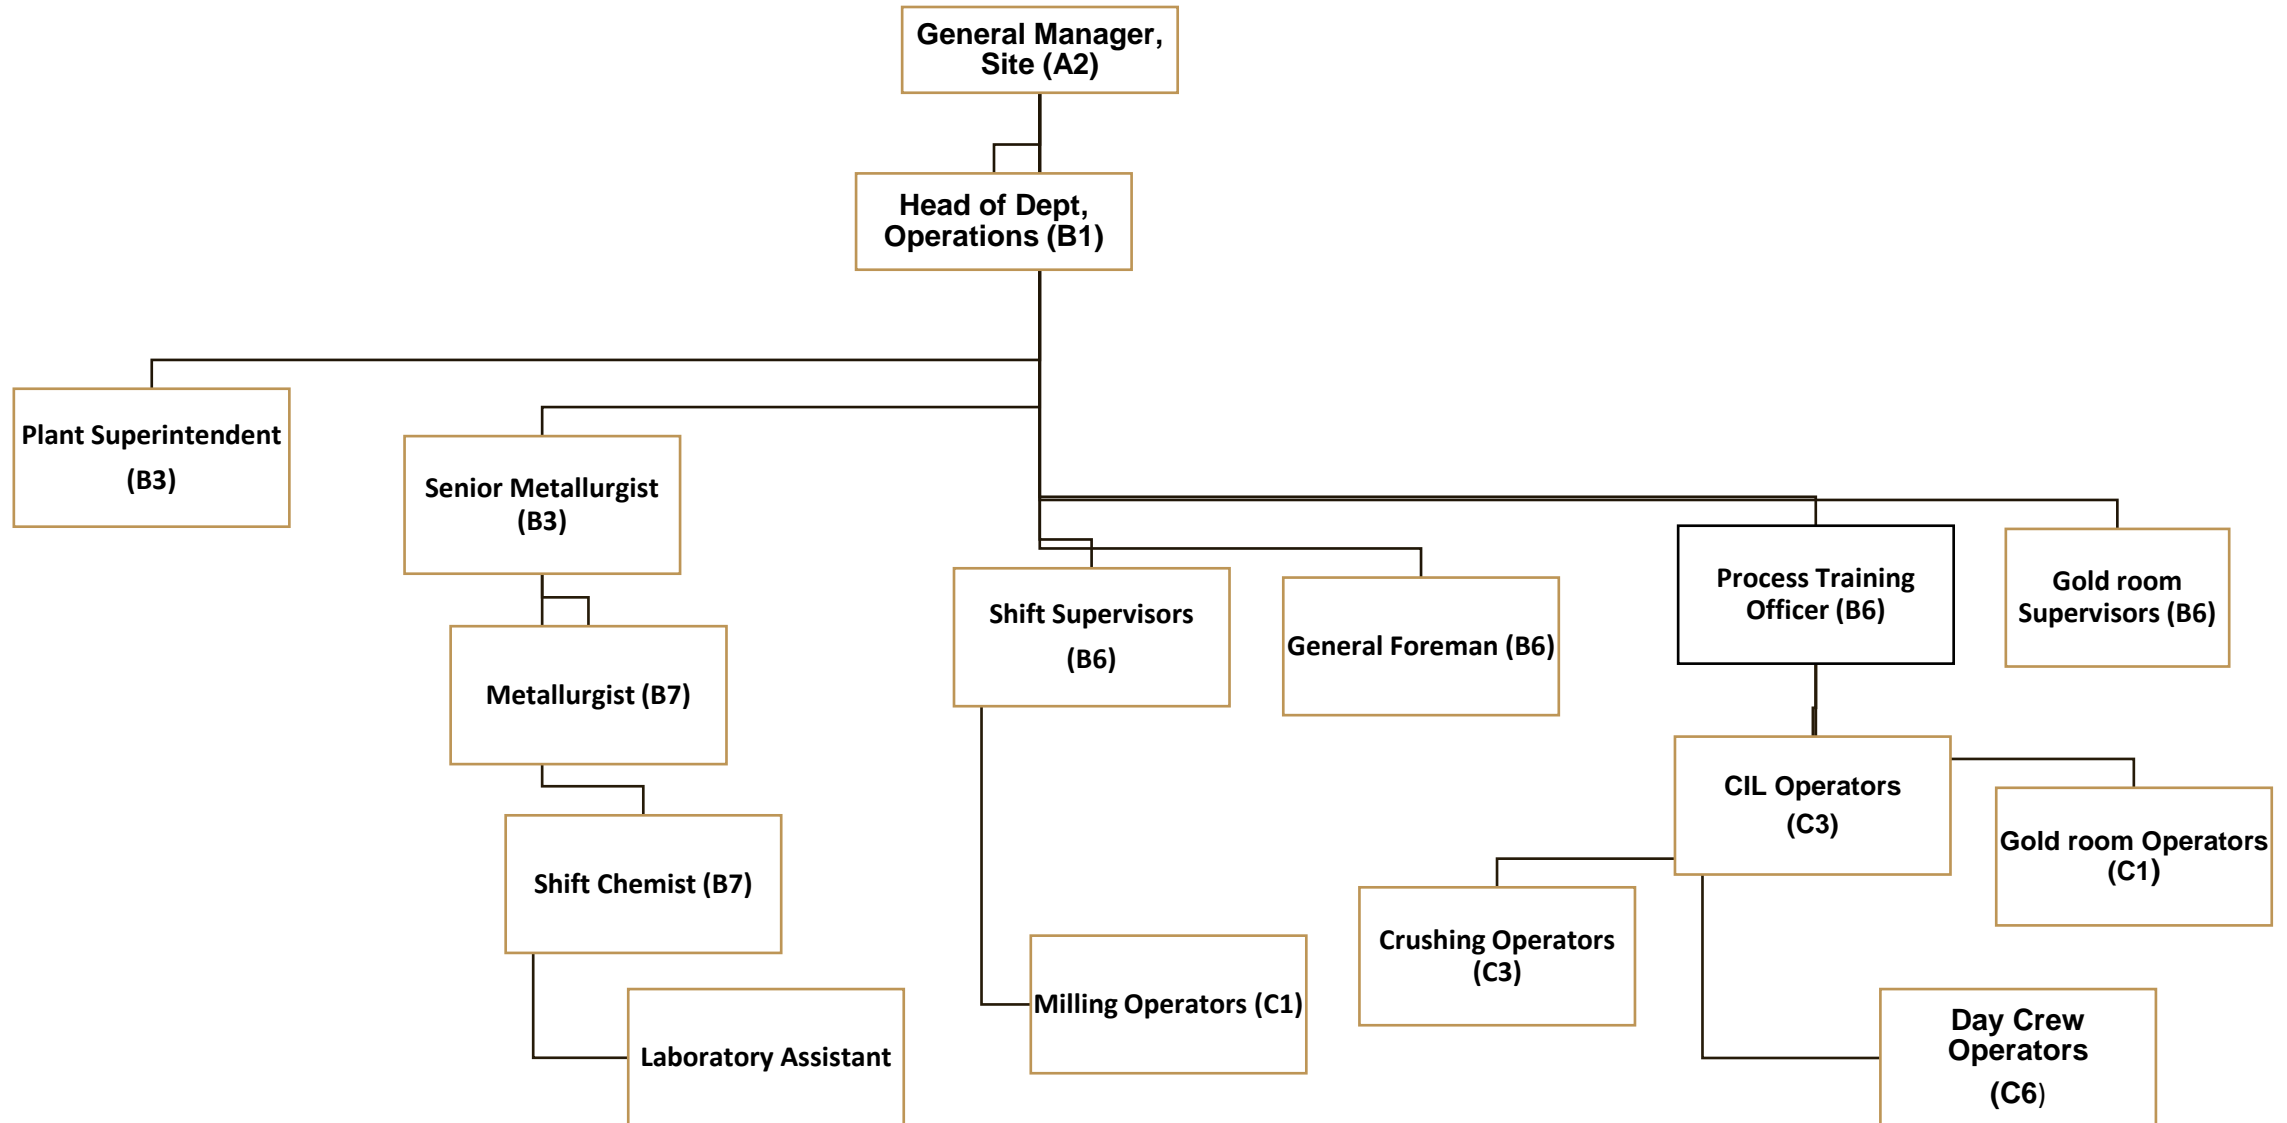 General Manager,
Site (A2)
Head of Dept,
Operations (B1)
Plant Superintendent
(B3)
Senior Metallurgist
(B3)
Metallurgist (B7)
Shift Chemist (B7)
Laboratory Assistant
Shift Supervisors
(B6)
Milling Operators (C1)
General Foreman (B6)
Process Training
Officer (B6)
Gold room
Supervisors (B6)
CIL Operators
(C3)
Gold room Operators
(C1)
Crushing Operators
(C3)
Day Crew
Operators
(C6)